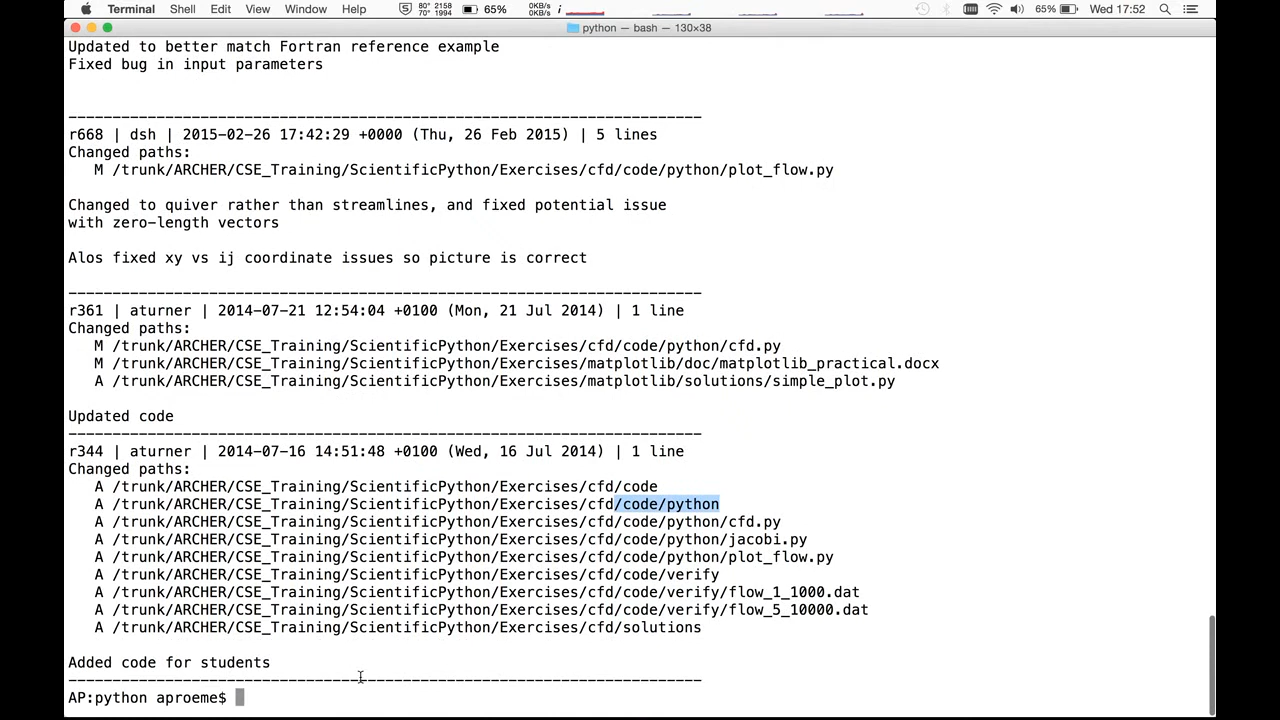 Terminal Shell Edit View Window Help 80° 2158 70° 1994 65% 0KB/s 0KB/s 65% Wed 17:52
python — bash — 130×38
Updated to better match Fortran reference example
Fixed bug in input parameters
------------------------------------------------------------------------
r668 | dsh | 2015-02-26 17:42:29 +0000 (Thu, 26 Feb 2015) | 5 lines
Changed paths:
M /trunk/ARCHER/CSE_Training/ScientificPython/Exercises/cfd/code/python/plot_flow.py
Changed to quiver rather than streamlines, and fixed potential issue
with zero-length vectors
Alos fixed xy vs ij coordinate issues so picture is correct
------------------------------------------------------------------------
r361 | aturner | 2014-07-21 12:54:04 +0100 (Mon, 21 Jul 2014) | 1 line
Changed paths:
M /trunk/ARCHER/CSE_Training/ScientificPython/Exercises/cfd/code/python/cfd.py
M /trunk/ARCHER/CSE_Training/ScientificPython/Exercises/matplotlib/doc/matplotlib_practical.docx
A /trunk/ARCHER/CSE_Training/ScientificPython/Exercises/matplotlib/solutions/simple_plot.py
Updated code
------------------------------------------------------------------------
r344 | aturner | 2014-07-16 14:51:48 +0100 (Wed, 16 Jul 2014) | 1 line
Changed paths:
A /trunk/ARCHER/CSE_Training/ScientificPython/Exercises/cfd/code
A /trunk/ARCHER/CSE_Training/ScientificPython/Exercises/cfd/code/python
A /trunk/ARCHER/CSE_Training/ScientificPython/Exercises/cfd/code/python/cfd.py
A /trunk/ARCHER/CSE_Training/ScientificPython/Exercises/cfd/code/python/jacobi.py
A /trunk/ARCHER/CSE_Training/ScientificPython/Exercises/cfd/code/python/plot_flow.py
A /trunk/ARCHER/CSE_Training/ScientificPython/Exercises/cfd/code/verify
A /trunk/ARCHER/CSE_Training/ScientificPython/Exercises/cfd/code/verify/flow_1_1000.dat
A /trunk/ARCHER/CSE_Training/ScientificPython/Exercises/cfd/code/verify/flow_5_10000.dat
A /trunk/ARCHER/CSE_Training/ScientificPython/Exercises/cfd/solutions
Added code for students
------------------------------------------------------------------------
AP:python aproeme$